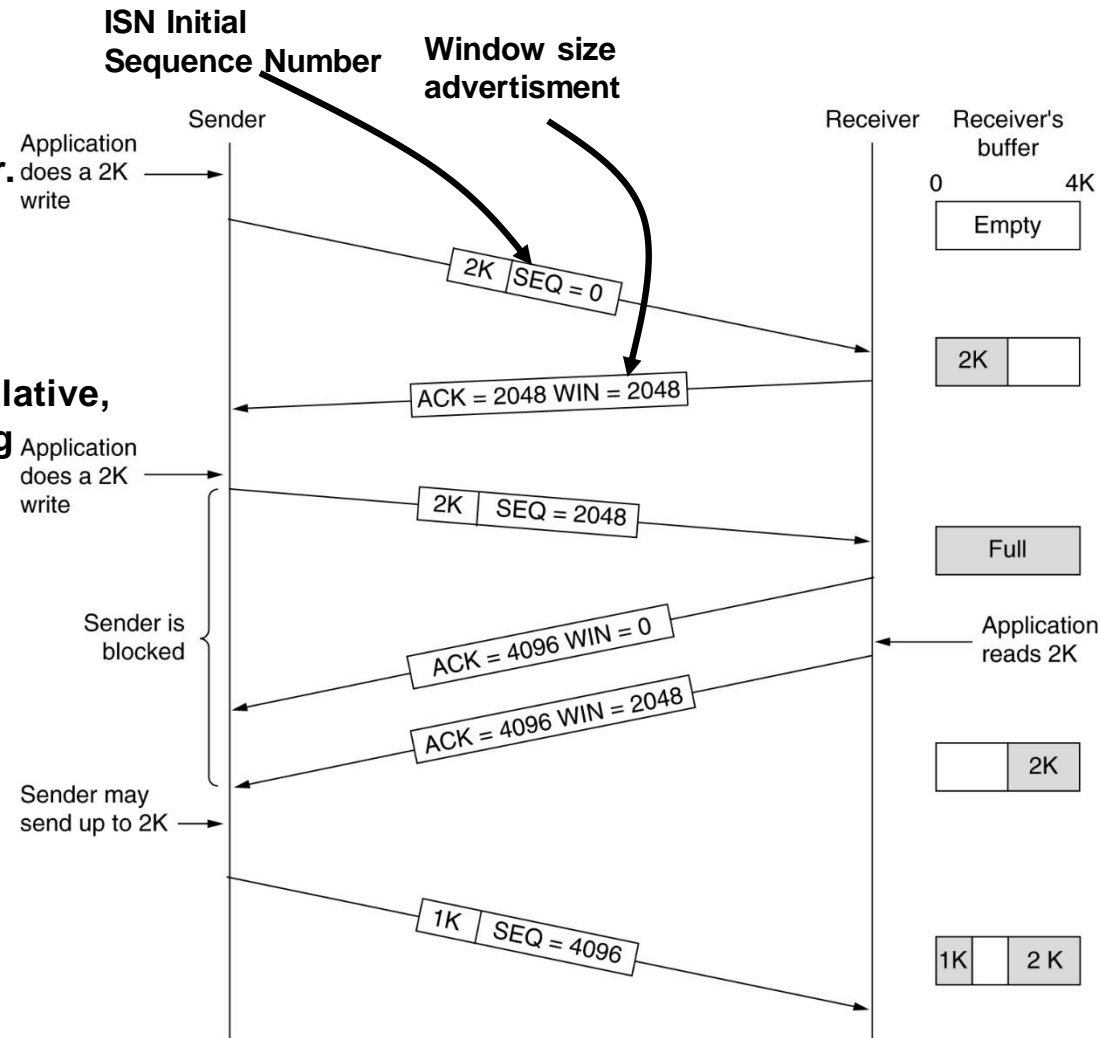 ISN Initial
Sequence Number
Window size
advertisment
Sender
Receiver
Receiver's
buffer
0 4K
Application
does a 2K
write
r.
Empty
2K SEQ = 0
2K
ACK = 2048 WIN = 2048
lative,
g
Application
does a 2K
write
2K SEQ = 2048
Full
Sender is
blocked
ACK = 4096 WIN = 0
Application
reads 2K
ACK = 4096 WIN = 2048
2K
Sender may
send up to 2K
1K SEQ = 4096
1K 2 K